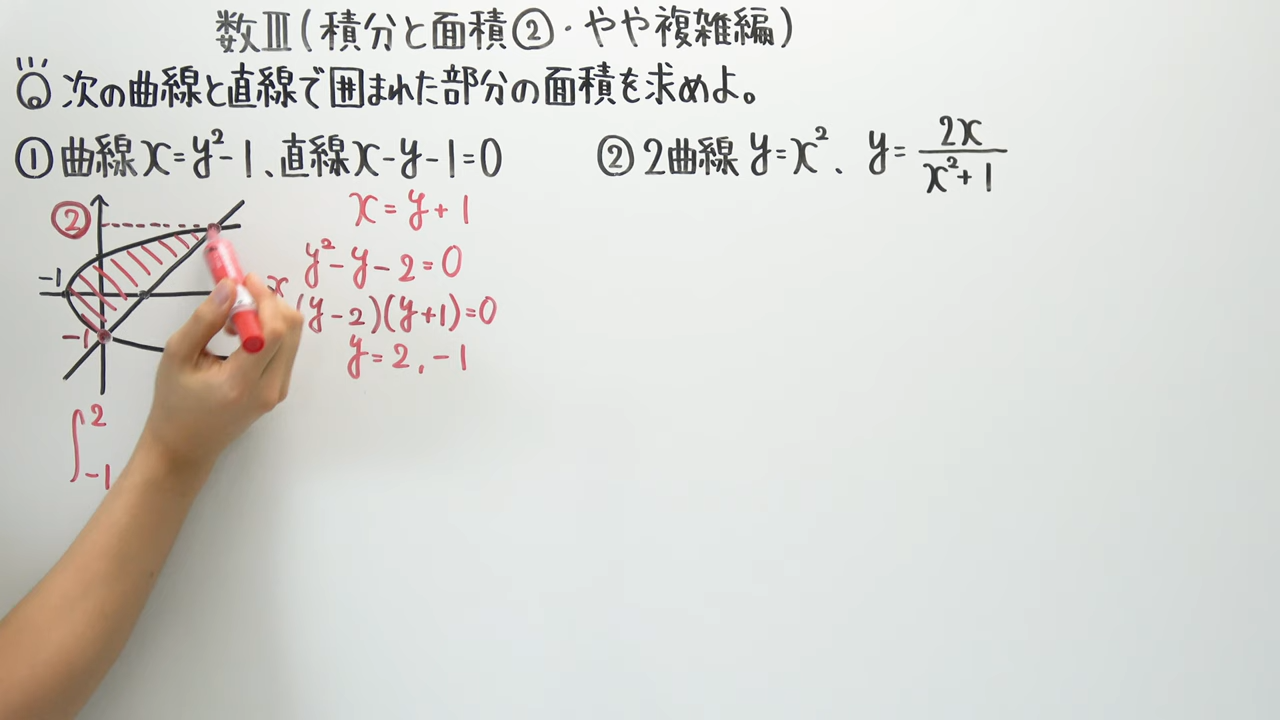 数Ⅲ(積分と面積②・やや複雑編)
Q 次の曲線と直線で囲まれた部分の面積を求めよ。
① 曲線x=y²-1、直線x-y-1=0
② 2曲線 y=x²、y=2x/(x²+1)
②
-1
-1
x
x=y+1
y²-y-2=0
(y-2)(y+1)=0
y=2,-1
∫₋₁²